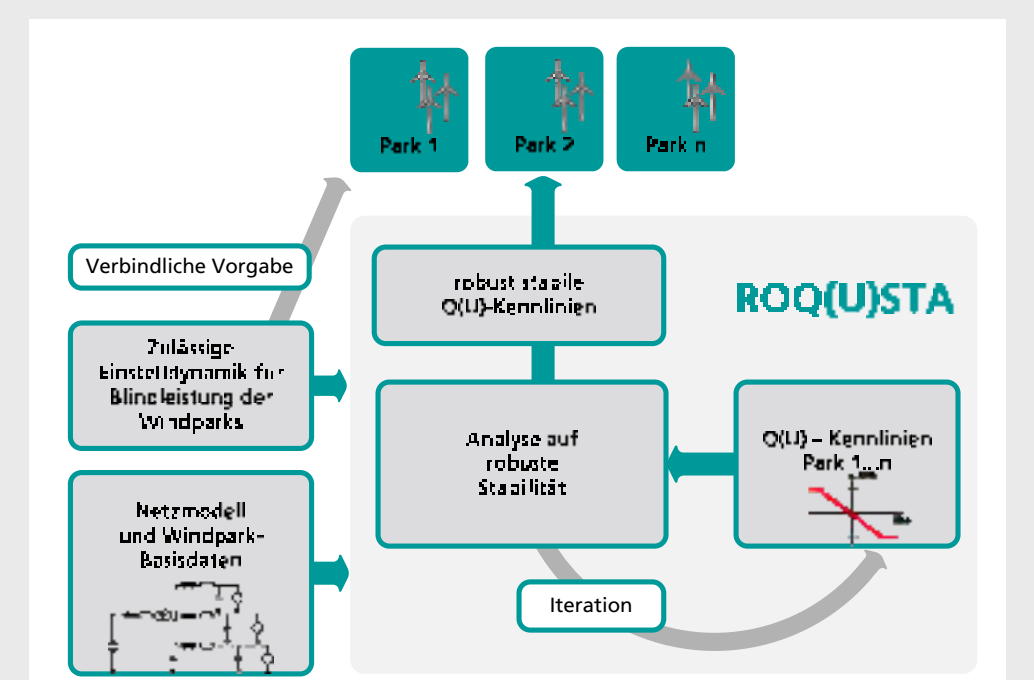 Park 1
Park 2
Park n
Verbindliche Vorgabe
robust stabile
Q(U)-Kennlinien
ROQ(U)STA
Zulässige
Einstelldynamik für
Blindleistung der
Windparks
Analyse auf
robuste
Stabilität
Q(U) – Kennlinien
Park 1...n
Netzmodell
und Windpark-
Basisdaten
Iteration